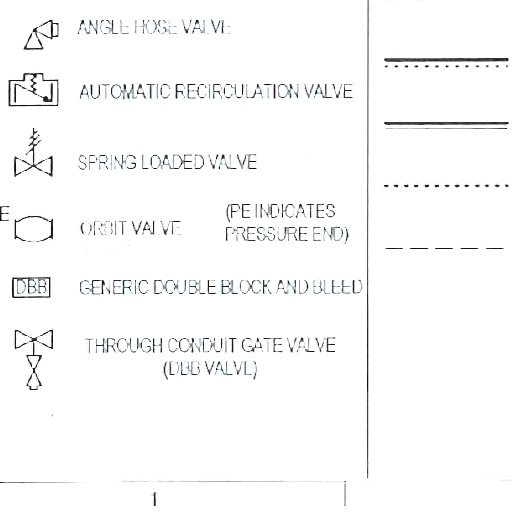 ANGLE HOSE VALVE
AUTOMATIC RECIRCULATION VALVE
SPRING LOADED VALVE
E
ORBIT VALVE (PE INDICATES
PRESSURE END)
DBB GENERIC DOUBLE BLOCK AND BLEED
THROUGH CONDUIT GATE VALVE
(DBB VALVE)
1